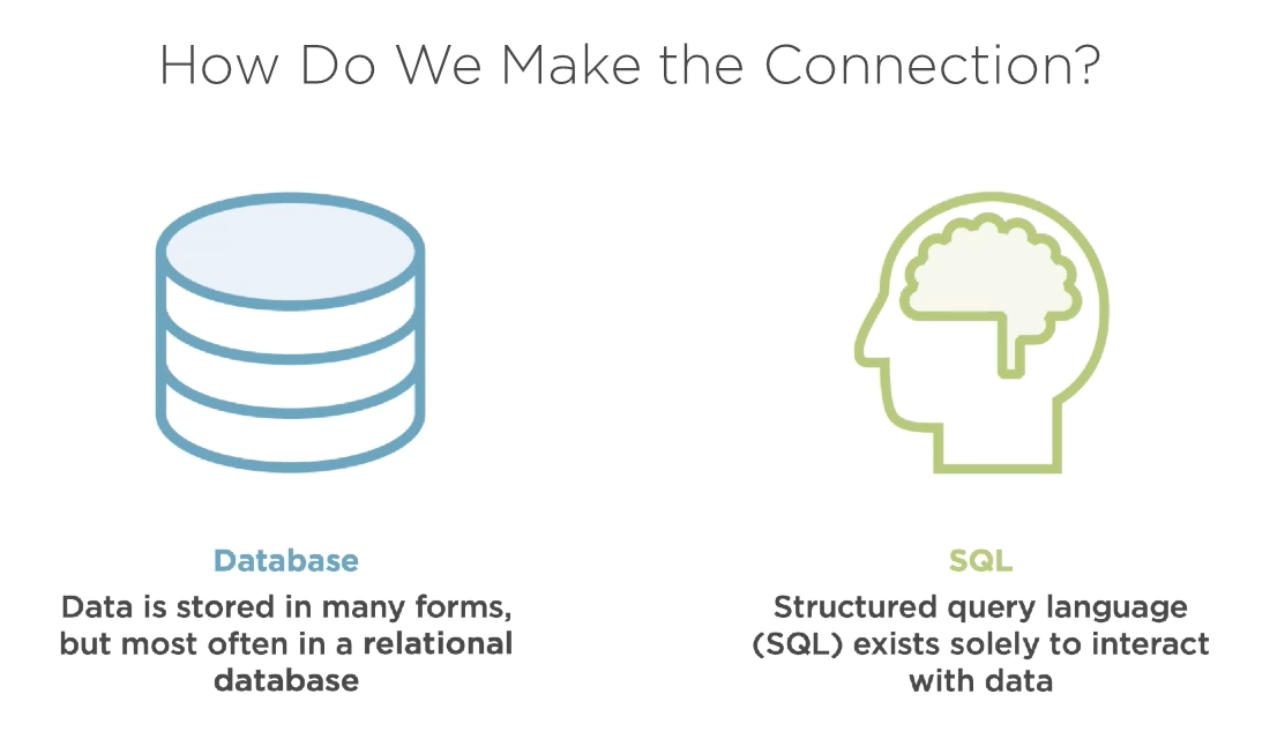 How Do We Make the Connection?
Database
Data is stored in many forms,
but most often in a relational
database
SQL
Structured query language
(SQL) exists solely to interact
with data